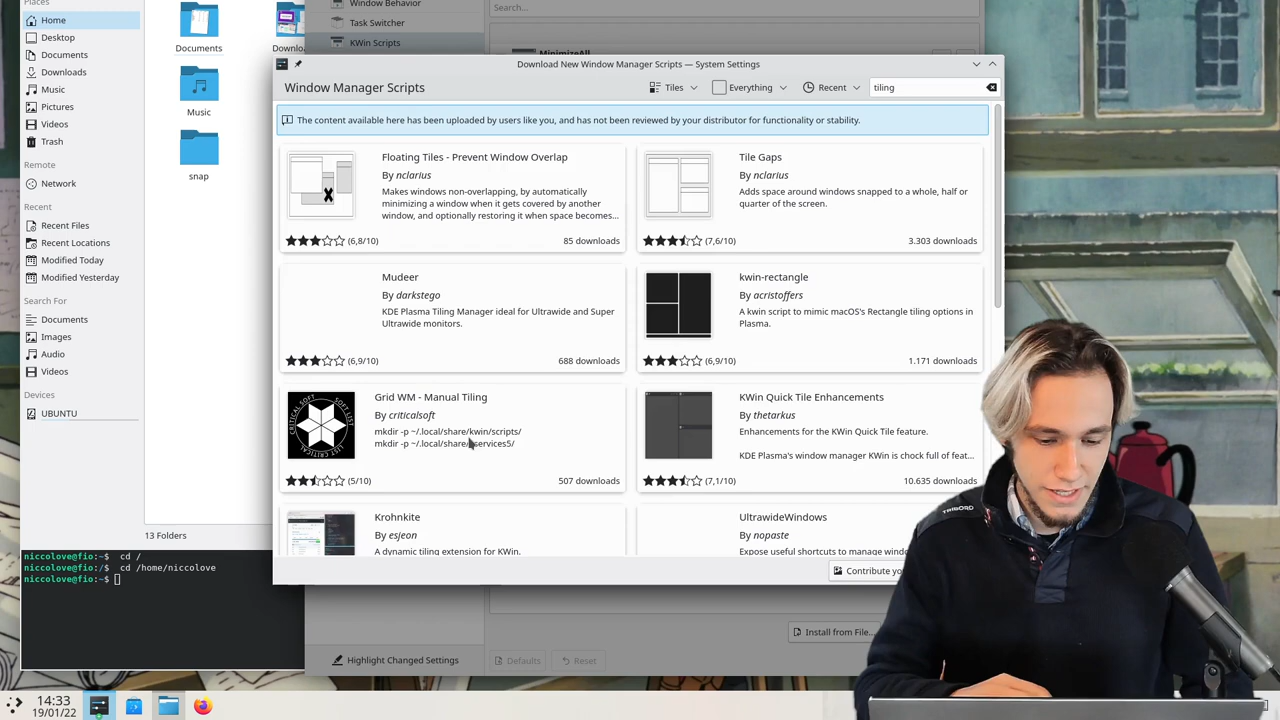 Places
Home
Desktop
Documents
Downloads
Music
Pictures
Videos
Trash
Remote
Network
Recent
Recent Files
Recent Locations
Modified Today
Modified Yesterday
Search For
Documents
Images
Audio
Videos
Devices
UBUNTU
Documents
Music
snap
13 Folders
niccolove@fio:~$ cd /
niccolove@fio:/$ cd /home/niccolove
niccolove@fio:~$
Window Behavior
Task Switcher
KWin Scripts
Search...
MinimizeAll
Download New Window Manager Scripts — System Settings
Window Manager Scripts
Tiles
Everything
Recent
tiling
The content available here has been uploaded by users like you, and has not been reviewed by your distributor for functionality or stability.
Floating Tiles - Prevent Window Overlap
By nclarius
Makes windows non-overlapping, by automatically
minimizing a window when it gets covered by another
window, and optionally restoring it when space becomes...
(6,8/10)
85 downloads
Tile Gaps
By nclarius
Adds space around windows snapped to a whole, half or
quarter of the screen.
(7,6/10)
3.303 downloads
Mudeer
By darkstego
KDE Plasma Tiling Manager ideal for Ultrawide and Super
Ultrawide monitors.
(6,9/10)
688 downloads
kwin-rectangle
By acristoffers
A kwin script to mimic macOS's Rectangle tiling options in
Plasma.
(6,9/10)
1.171 downloads
Grid WM - Manual Tiling
By criticalsoft
mkdir -p ~/.local/share/kwin/scripts/
mkdir -p ~/.local/share/kservices5/
(5/10)
507 downloads
KWin Quick Tile Enhancements
By thetarkus
Enhancements for the KWin Quick Tile feature.
KDE Plasma's window manager KWin is chock full of feat...
(7,1/10)
10.635 downloads
Krohnkite
By esjeon
A dynamic tiling extension for KWin.
UltrawideWindows
By nopaste
Expose useful shortcuts to manage
Contribute
Install from File...
Highlight Changed Settings
Defaults
Reset
14:33
19/01/22
TRIBORD